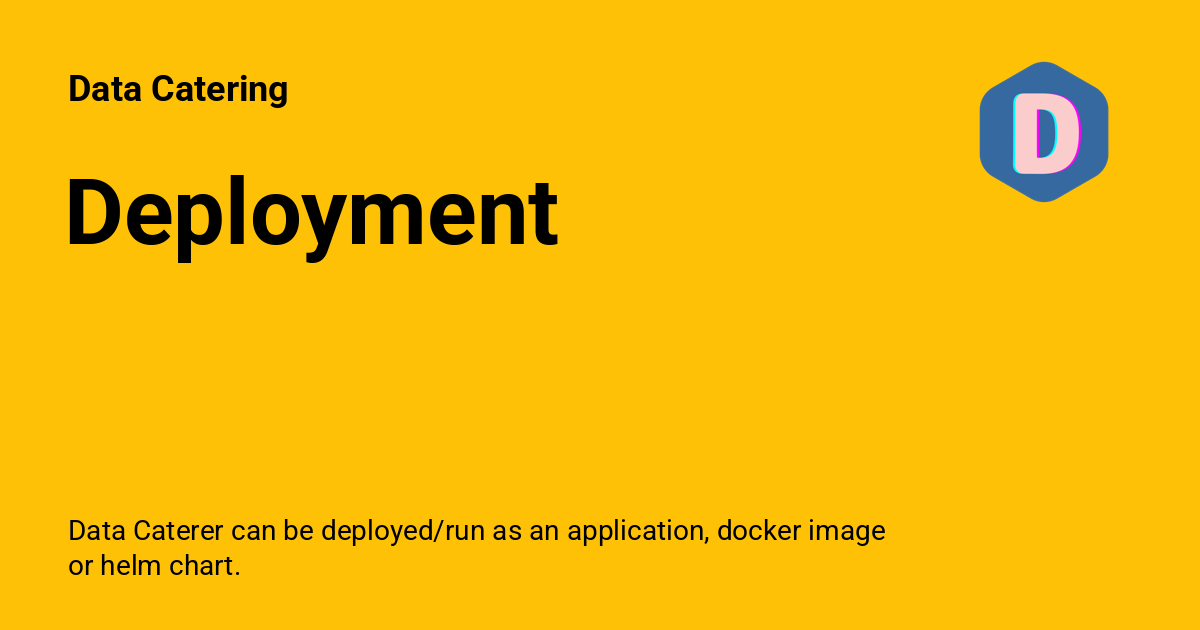 Data Catering
D
Deployment
Data Caterer can be deployed/run as an application, docker image
or helm chart.